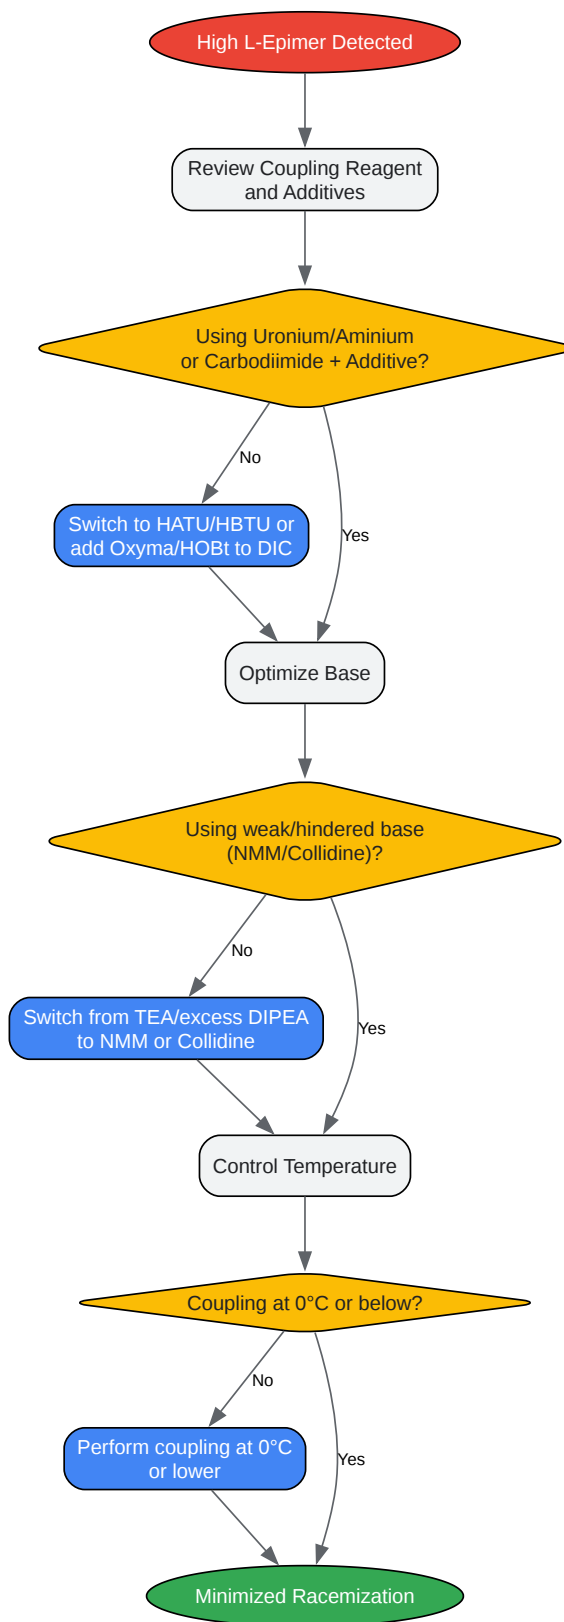 High L-Epimer Detected
Review Coupling Reagent
and Additives
Using Uronium/Aminium
or Carbodiimide + Additive?
No
Switch to HATU/HBTU or
add Oxyma/HOBt to DIC
Yes
Optimize Base
Using weak/hindered base
(NMM/Collidine)?
No
Switch from TEA/excess DIPEA
to NMM or Collidine
Yes
Control Temperature
Coupling at 0°C or below?
No
Perform coupling at 0°C
or lower
Yes
Minimized Racemization